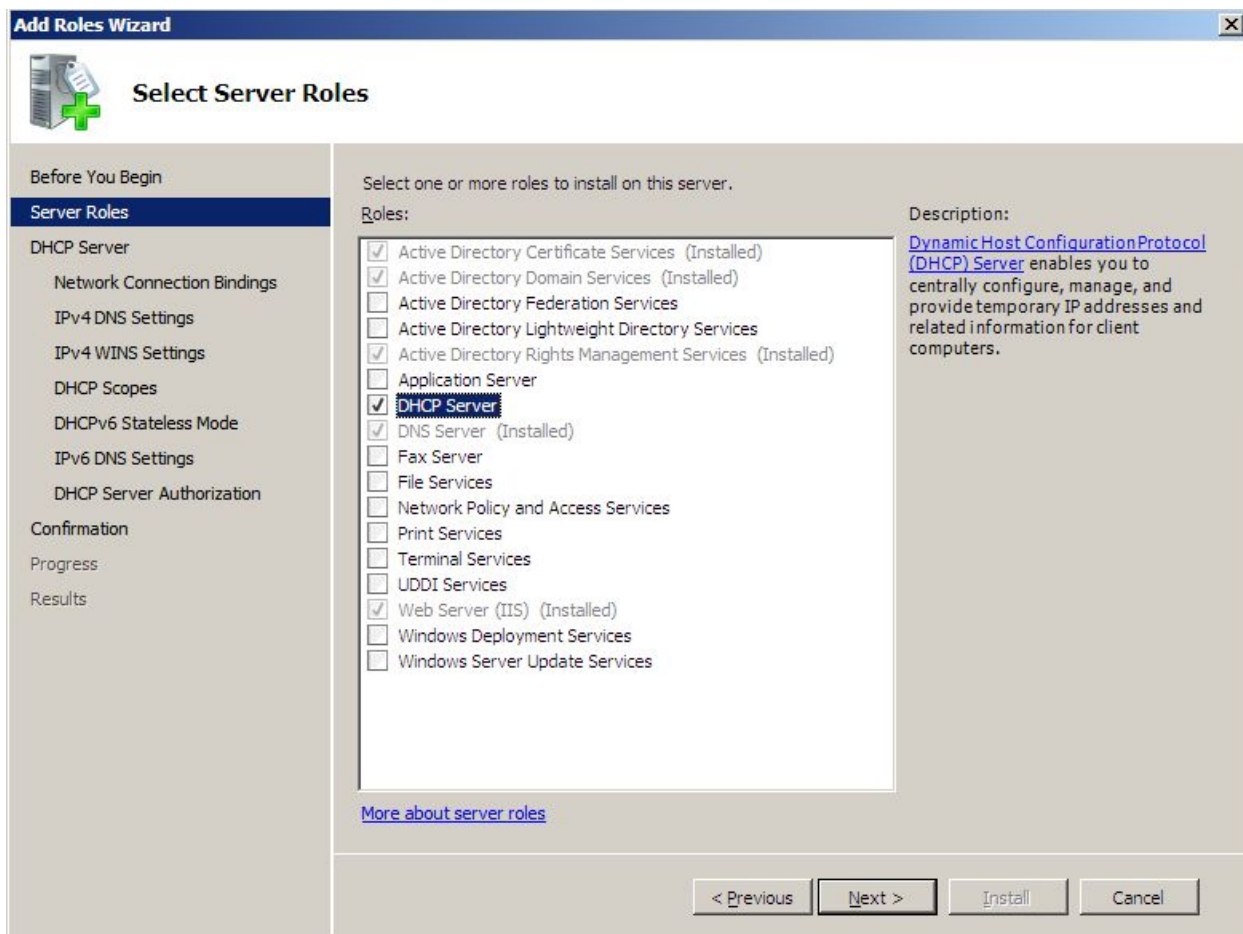 Add Roles Wizard
Select Server Roles
Before You Begin
Server Roles
DHCP Server
Network Connection Bindings
IPv4 DNS Settings
IPv4 WINS Settings
DHCP Scopes
DHCPv6 Stateless Mode
IPv6 DNS Settings
DHCP Server Authorization
Confirmation
Progress
Results
Select one or more roles to install on this server.
Roles:
Active Directory Certificate Services (Installed)
Active Directory Domain Services (Installed)
Active Directory Federation Services
Active Directory Lightweight Directory Services
Active Directory Rights Management Services (Installed)
Application Server
DHCP Server
DNS Server (Installed)
Fax Server
File Services
Network Policy and Access Services
Print Services
Terminal Services
UDDI Services
Web Server (IIS) (Installed)
Windows Deployment Services
Windows Server Update Services
More about server roles
Description:
Dynamic Host Configuration Protocol
(DHCP) Server enables you to
centrally configure, manage, and
provide temporary IP addresses and
related information for client
computers.
< Previous
Next >
Install
Cancel